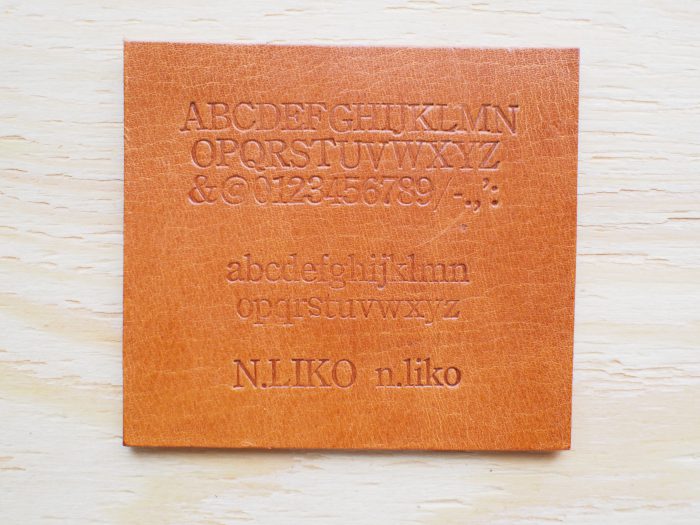 ABCDEFGHIJKLMN
OPQRSTUVWXYZ
&©0123456789/-.,':
abcdefghijklmn
opqrstuvwxyz
N.LIKO n.liko